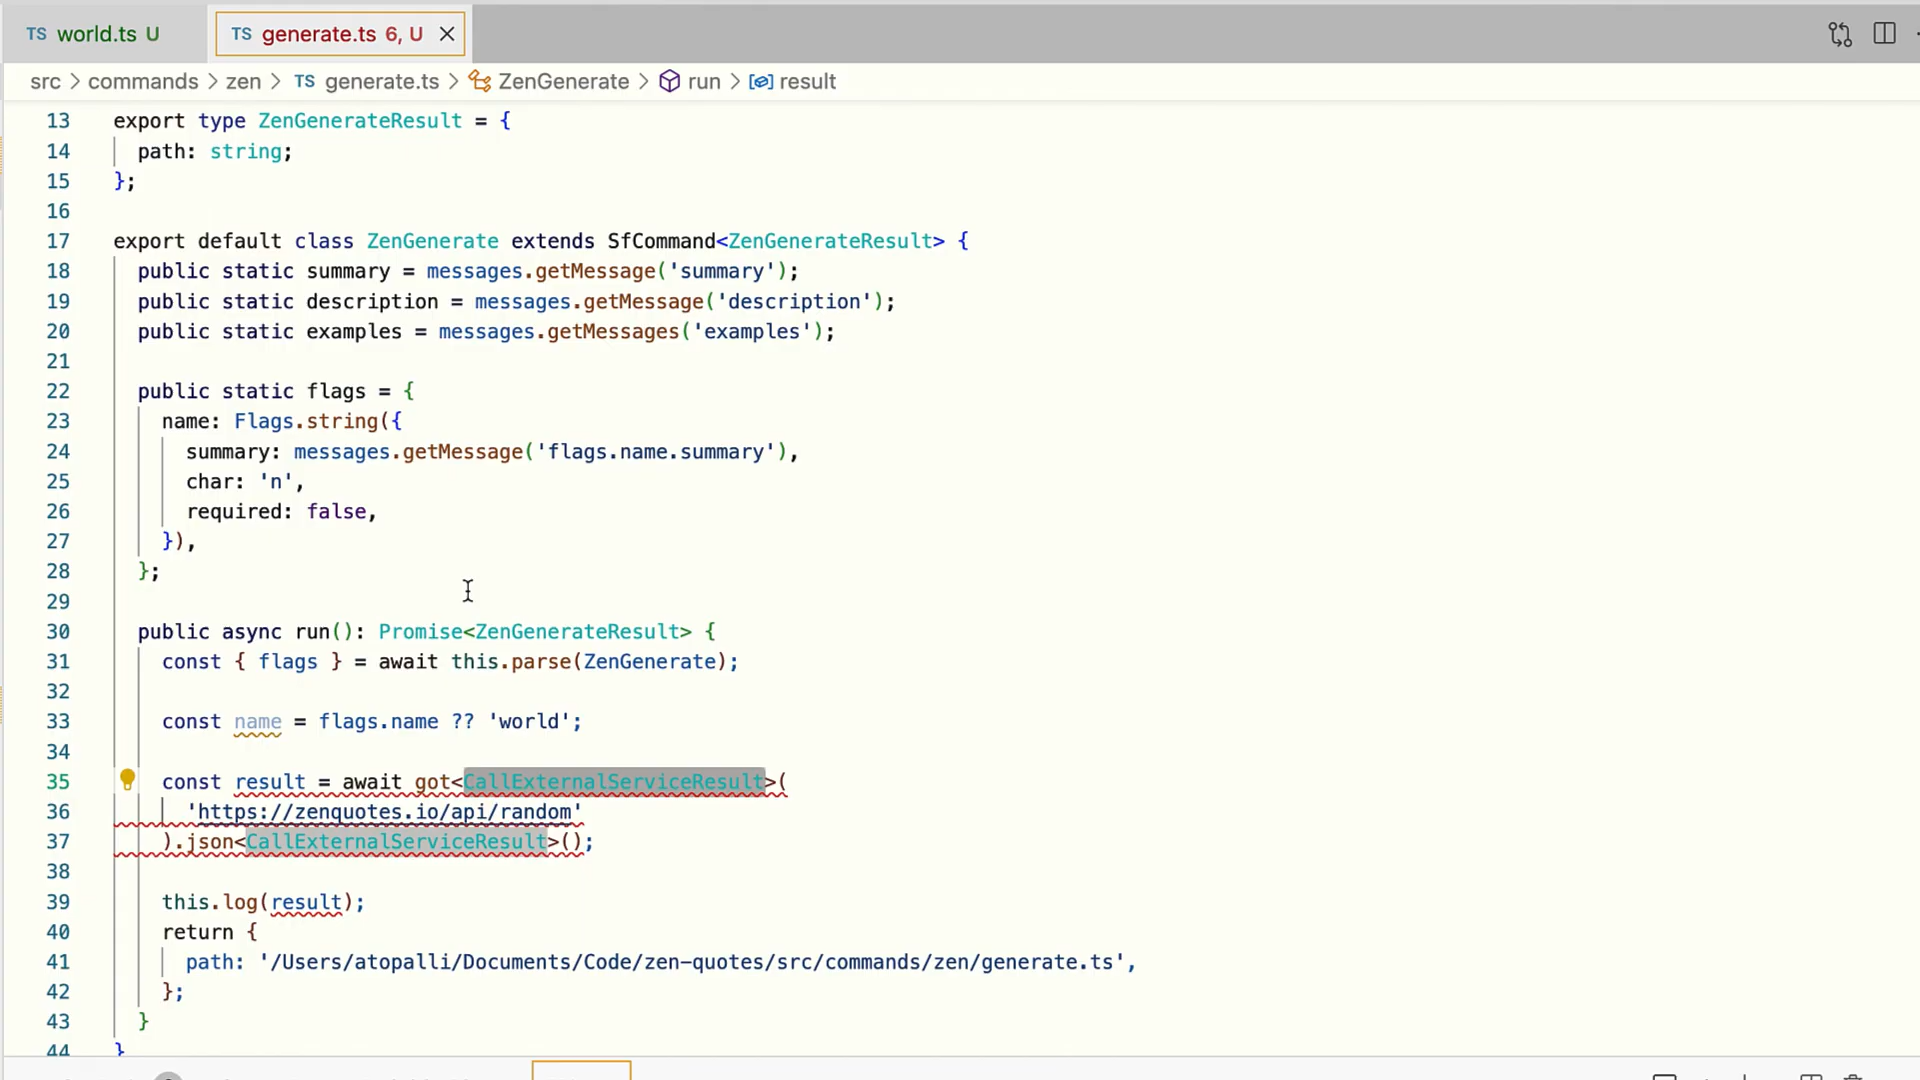 TS world.ts U TS generate.ts 6, U
src > commands > zen > TS generate.ts > ZenGenerate > run > result
13 export type ZenGenerateResult = {
14 path: string;
15 };
16
17 export default class ZenGenerate extends SfCommand<ZenGenerateResult> {
18 public static summary = messages.getMessage('summary');
19 public static description = messages.getMessage('description');
20 public static examples = messages.getMessages('examples');
21
22 public static flags = {
23 name: Flags.string({
24 summary: messages.getMessage('flags.name.summary'),
25 char: 'n',
26 required: false,
27 }),
28 };
29
30 public async run(): Promise<ZenGenerateResult> {
31 const { flags } = await this.parse(ZenGenerate);
32
33 const name = flags.name ?? 'world';
34
35 const result = await got<CallExternalServiceResult>(
36 'https://zenquotes.io/api/random'
37 ).json<CallExternalServiceResult>();
38
39 this.log(result);
40 return {
41 path: '/Users/atopalli/Documents/Code/zen-quotes/src/commands/zen/generate.ts',
42 };
43 }
44 }